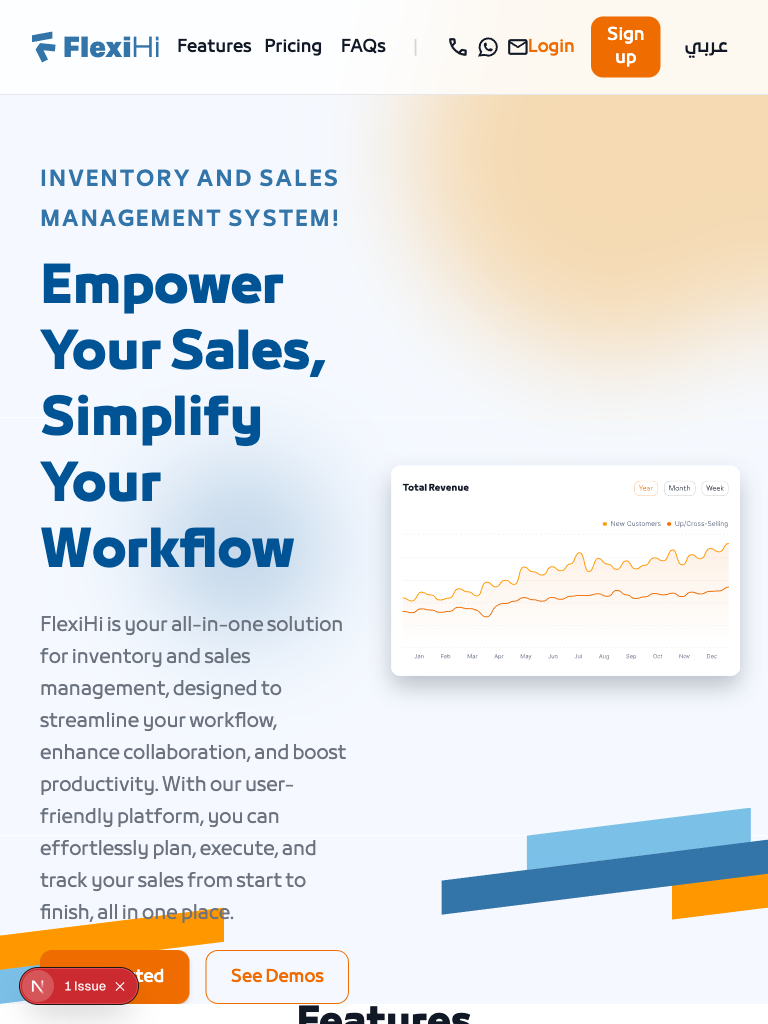 FlexiHi Features Pricing FAQs | Login Sign up عربي
INVENTORY AND SALES
MANAGEMENT SYSTEM!
Empower
Your Sales,
Simplify
Your
Workflow
FlexiHi is your all-in-one solution
for inventory and sales
management, designed to
streamline your workflow,
enhance collaboration, and boost
productivity. With our user-
friendly platform, you can
effortlessly plan, execute, and
track your sales from start to
finish, all in one place.
Total Revenue Year Month Week
New Customers Up/Cross-Selling
Jan Feb Mar Apr May Jun Jul Aug Sep Oct Nov Dec
See Demos
N 1 Issue
Features